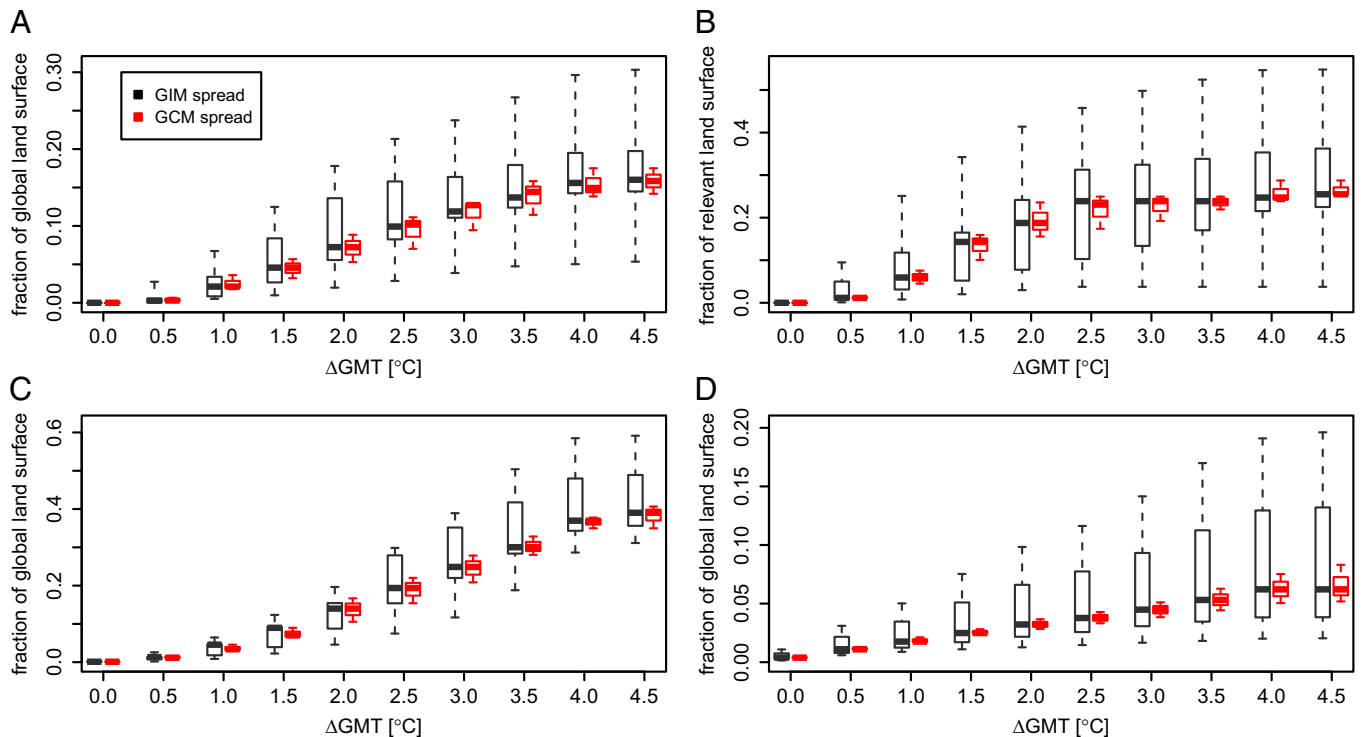 A
fraction of global land surface
0.30
0.20
0.10
0.00
GIM spread
GCM spread
0.0 0.5 1.0 1.5 2.0 2.5 3.0 3.5 4.0 4.5
ΔGMT [°C]
B
fraction of relevant land surface
0.4
0.2
0.0
0.0 0.5 1.0 1.5 2.0 2.5 3.0 3.5 4.0 4.5
ΔGMT [°C]
C
fraction of global land surface
0.6
0.4
0.2
0.0
0.0 0.5 1.0 1.5 2.0 2.5 3.0 3.5 4.0 4.5
ΔGMT [°C]
D
fraction of global land surface
0.20
0.15
0.10
0.05
0.00
0.0 0.5 1.0 1.5 2.0 2.5 3.0 3.5 4.0 4.5
ΔGMT [°C]